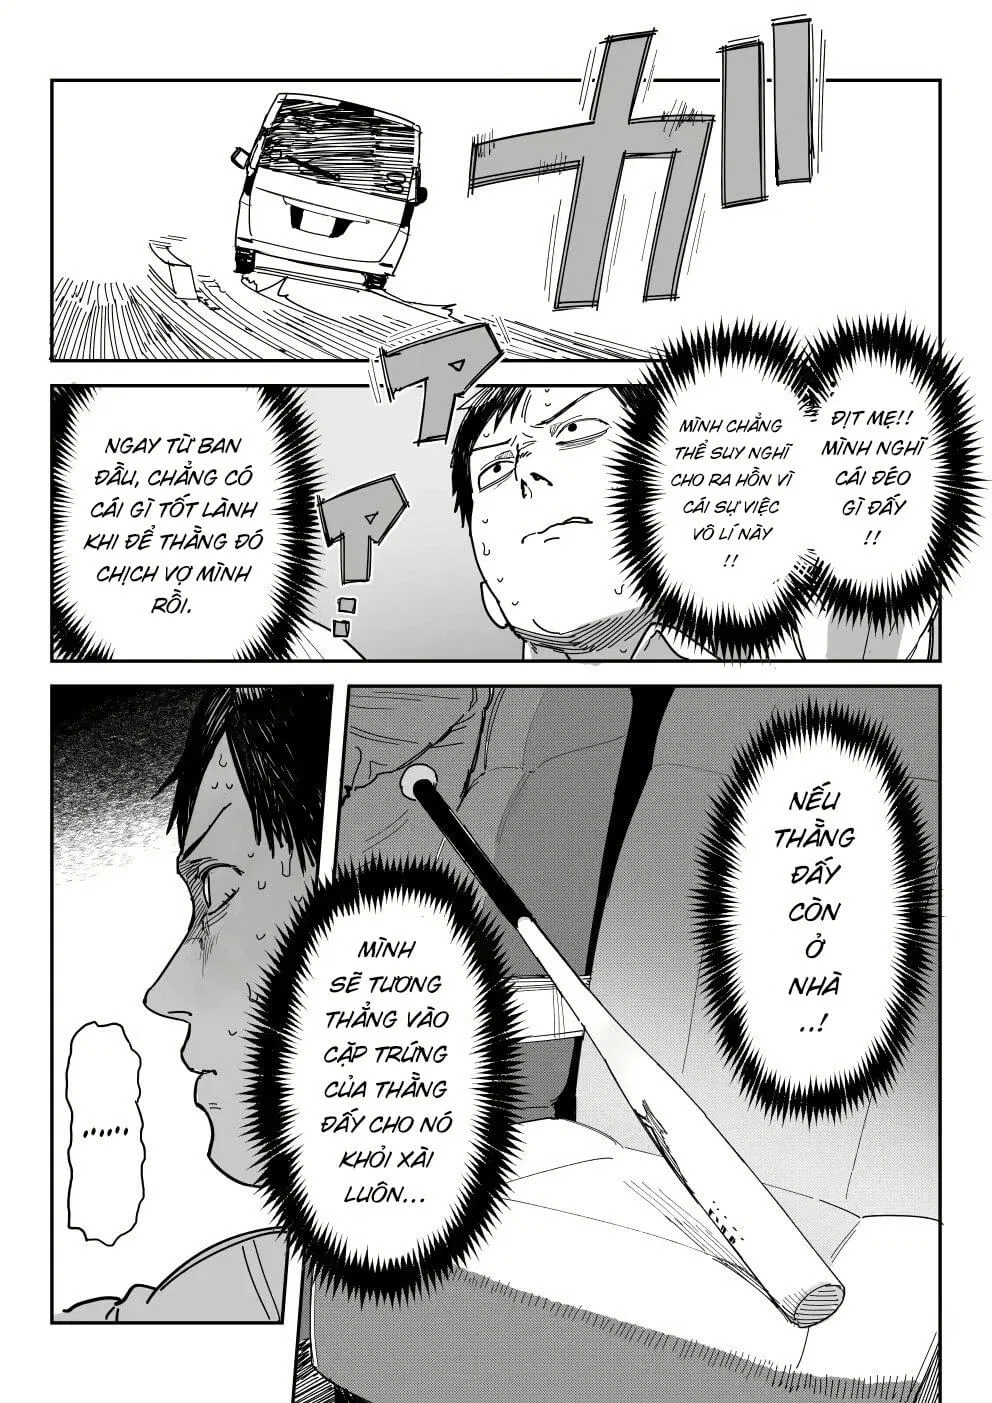 ガ
ガ
ア
ア
:
ĐỊT MẸ!!
MÌNH NGHĨ
CÁI ĐÉO
GÌ ĐẤY
!!
MÌNH CHẲNG
THỂ SUY NGHĨ
CHO RA HỒN VÌ
CÁI SỰ VIỆC
VÔ LÍ NÀY
!!
NGAY TỪ BAN
ĐẦU, CHẲNG CÓ
CÁI GÌ TỐT LÀNH
KHI ĐỂ THẰNG ĐÓ
CHỊCH VỢ MÌNH
RỒI.
NẾU
THẰNG
ĐẤY
CÒN
Ở
NHÀ
..!
MÌNH
SẼ TƯƠNG
THẲNG VÀO
CẶP TRỨNG
CỦA THẰNG
ĐẤY CHO NÓ
KHỎI XÀI
LUÔN...
......